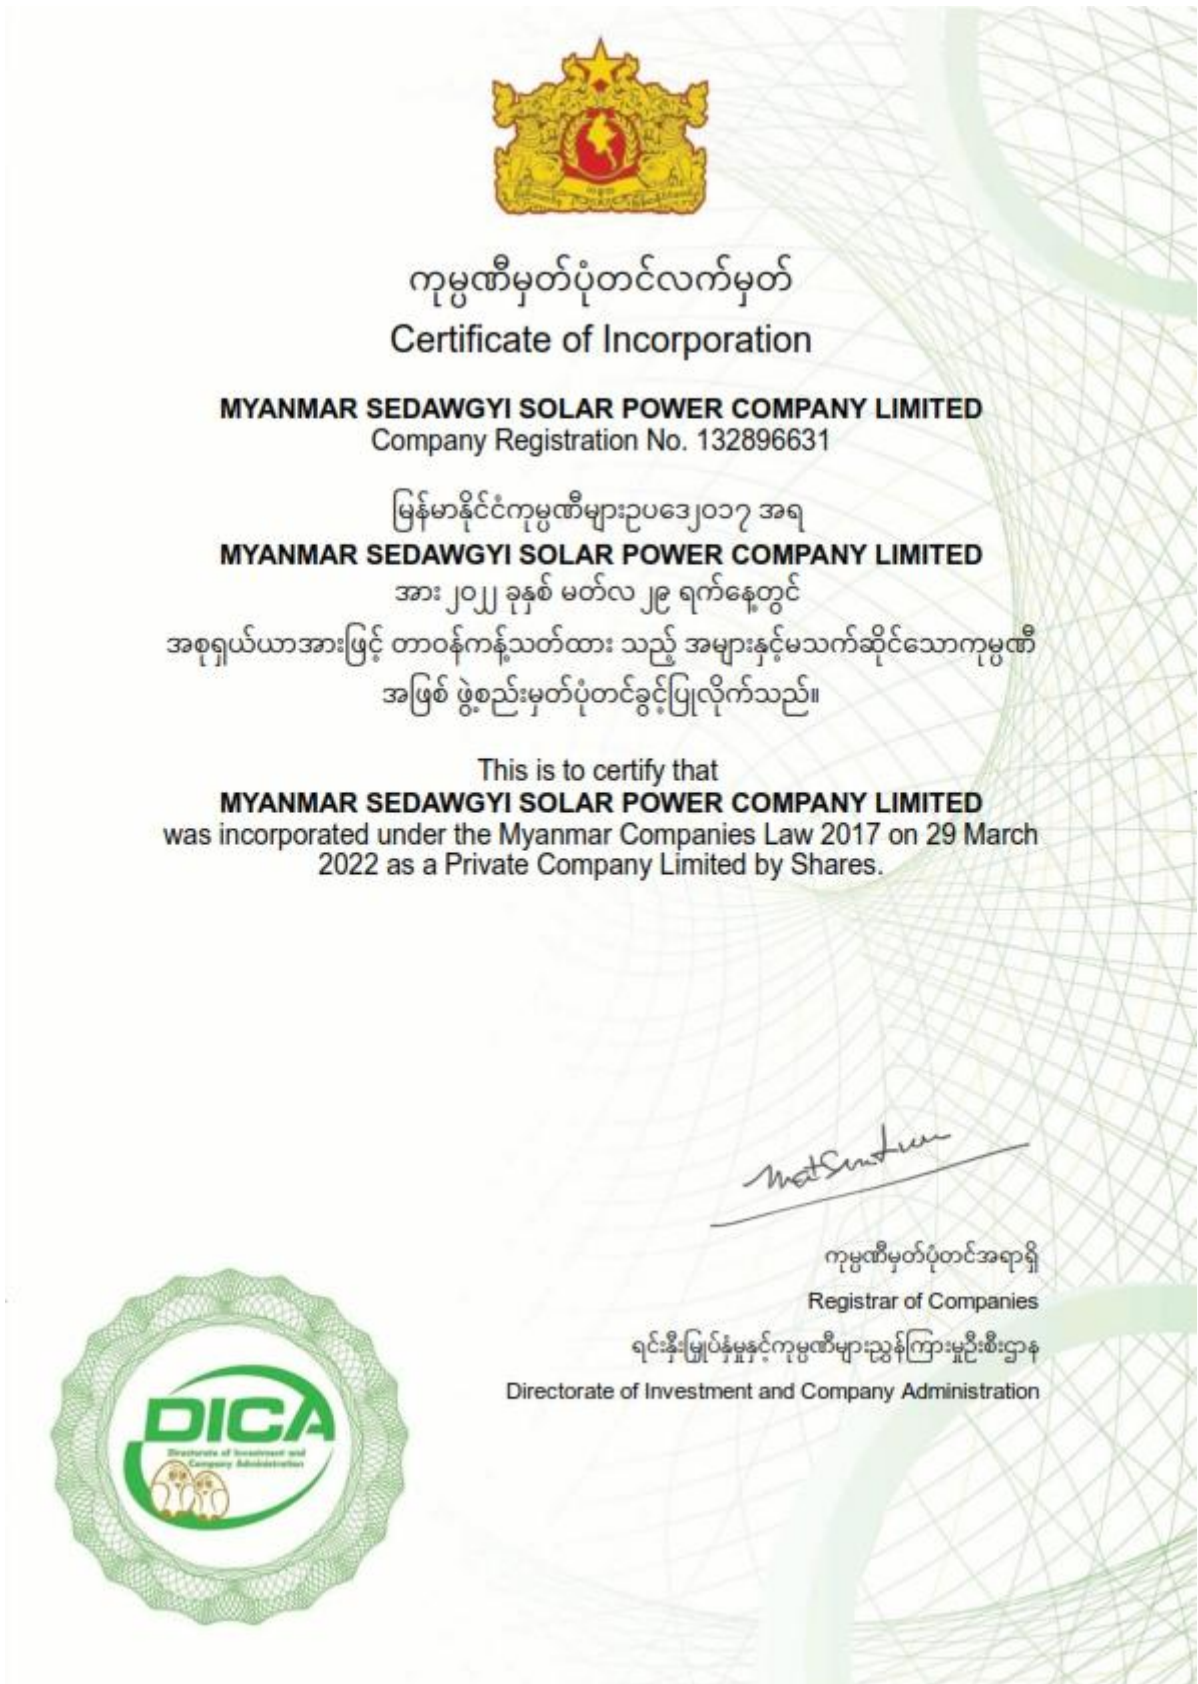 ကုမ္ပဏီမှတ်ပုံတင်လက်မှတ်
Certificate of Incorporation
MYANMAR SEDAWGYI SOLAR POWER COMPANY LIMITED
Company Registration No. 132896631
မြန်မာနိုင်ငံကုမ္ပဏီများဥပဒေ၂၀၁၇ အရ
MYANMAR SEDAWGYI SOLAR POWER COMPANY LIMITED
အား ၂၀၂၂ ခုနှစ် မတ်လ ၂၉ ရက်နေ့တွင်
အစုရှယ်ယာအားဖြင့် တာဝန်ကန့်သတ်ထား သည့် အများနှင့်မသက်ဆိုင်သောကုမ္ပဏီ
အဖြစ် ဖွဲ့စည်းမှတ်ပုံတင်ခွင့်ပြုလိုက်သည်။
This is to certify that
MYANMAR SEDAWGYI SOLAR POWER COMPANY LIMITED
was incorporated under the Myanmar Companies Law 2017 on 29 March
2022 as a Private Company Limited by Shares.
ကုမ္ပဏီမှတ်ပုံတင်အရာရှိ
Registrar of Companies
ရင်းနှီးမြှုပ်နှံမှုနှင့်ကုမ္ပဏီများညွှန်ကြားမှုဦးစီးဌာန
Directorate of Investment and Company Administration
DICA
Directorate of Investment and
Company Administration